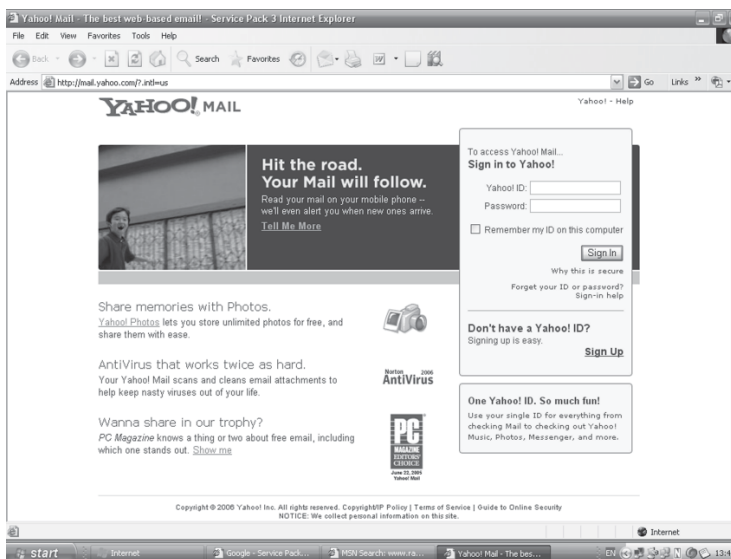 Yahoo! Mail - The best web-based email! - Service Pack 3 Internet Explorer
File Edit View Favorites Tools Help
Back Search Favorites
Address http://mail.yahoo.com/?.intl=us Go Links »
YAHOO! MAIL
Yahoo! - Help
Hit the road.
Your Mail will follow.
Read your mail on your mobile phone --
we'll even alert you when new ones arrive.
Tell Me More
To access Yahoo! Mail...
Sign in to Yahoo!
Yahoo! ID:
Password:
Remember my ID on this computer
Sign In
Why this is secure
Forget your ID or password?
Sign-in help
Don't have a Yahoo! ID?
Signing up is easy.
Sign Up
One Yahoo! ID. So much fun!
Use your single ID for everything from
checking Mail to checking out Yahoo!
Music, Photos, Messenger, and more.
Share memories with Photos.
Yahoo! Photos lets you store unlimited photos for free, and
share them with ease.
AntiVirus that works twice as hard.
Your Yahoo! Mail scans and cleans email attachments to
help keep nasty viruses out of your life.
Norton 2006
AntiVirus
Wanna share in our trophy?
PC Magazine knows a thing or two about free email, including
which one stands out. Show me
PC
MAGAZINE
EDITORS'
CHOICE
June 22, 2005
Yahoo! Mail
Copyright © 2006 Yahoo! Inc. All rights reserved. Copyright/IP Policy | Terms of Service | Guide to Online Security
NOTICE: We collect personal information on this site.
Internet
start Internet Google - Service Pack... MSN Search: www.ra... Yahoo! Mail - The bes... EN